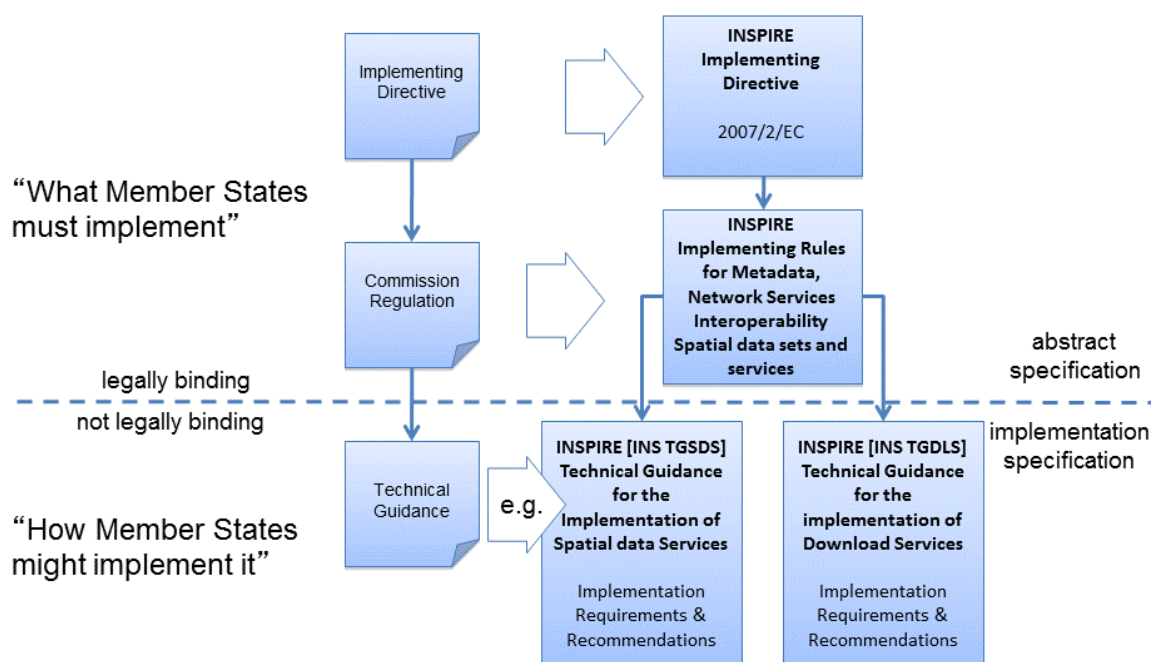 Implementing
Directive
INSPIRE
Implementing
Directive
2007/2/EC
“What Member States
must implement”
Commission
Regulation
INSPIRE
Implementing Rules
for Metadata,
Network Services
Interoperability
Spatial data sets and
services
abstract
specification
legally binding
not legally binding
implementation
specification
“How Member States
might implement it”
Technical
Guidance
e.g.
INSPIRE [INS TGSDS]
Technical Guidance
for the
Implementation of
Spatial data Services
Implementation
Requirements &
Recommendations
INSPIRE [INS TGDLS]
Technical Guidance
for the
implementation of
Download Services
Implementation
Requirements &
Recommendations